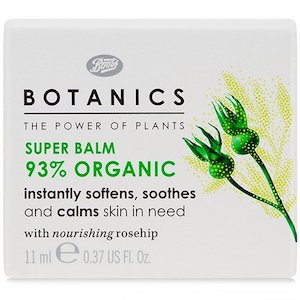 Boots
BOTANICS
THE POWER OF PLANTS
SUPER BALM
93% ORGANIC
instantly softens, soothes
and calms skin in need
with nourishing rosehip
11 ml ℮ 0.37 US Fl. Oz.